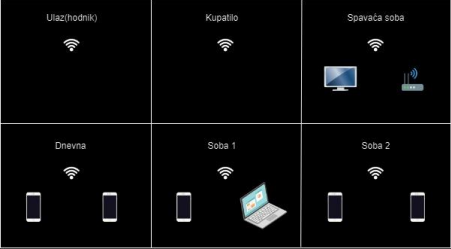 Ulaz(hodnik)
Kupatilo
Spavaća soba
Dnevna
Soba 1
Soba 2